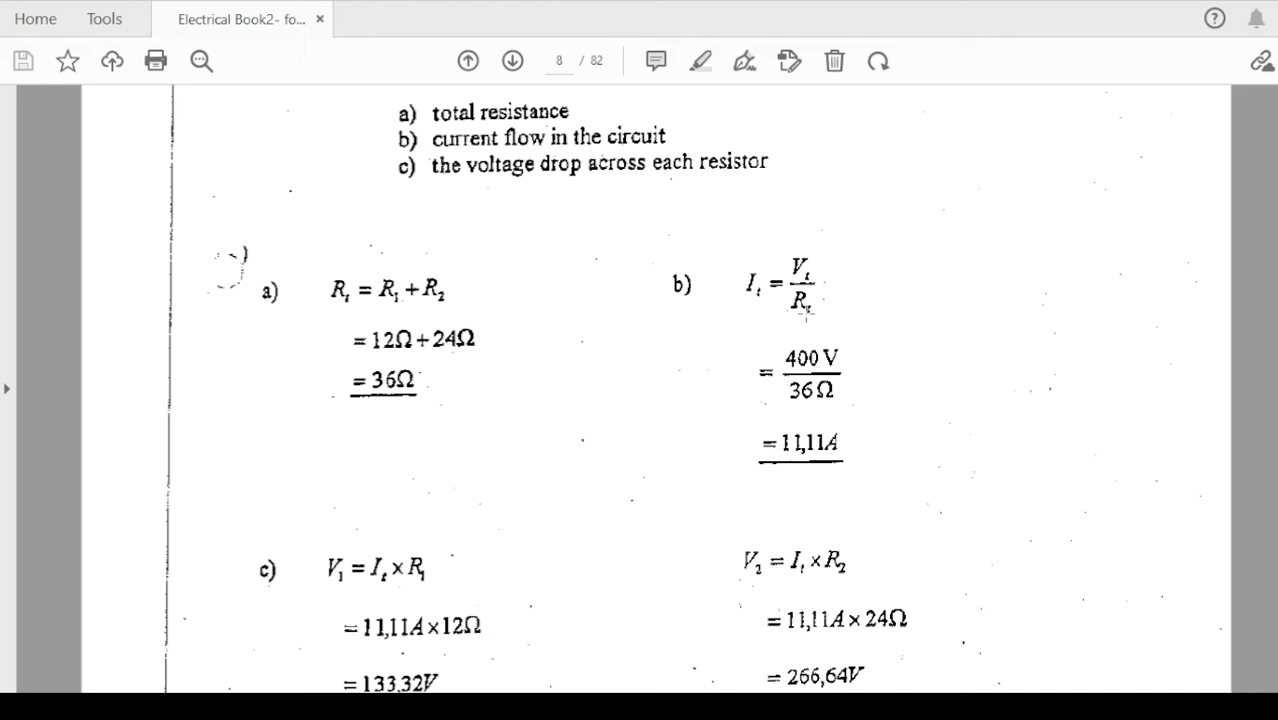 Home Tools Electrical Book2- fo... ×
8 / 82
a) total resistance
b) current flow in the circuit
c) the voltage drop across each resistor
a) Rₜ = R₁ + R₂
= 12Ω + 24Ω
= 36Ω
b) Iₜ = Vₜ / Rₜ
= 400 V / 36 Ω
= 11,11A
c) V₁ = Iₜ × R₁
= 11,11A × 12Ω
= 133,32V
V₂ = Iₜ × R₂
= 11,11A × 24Ω
= 266,64V